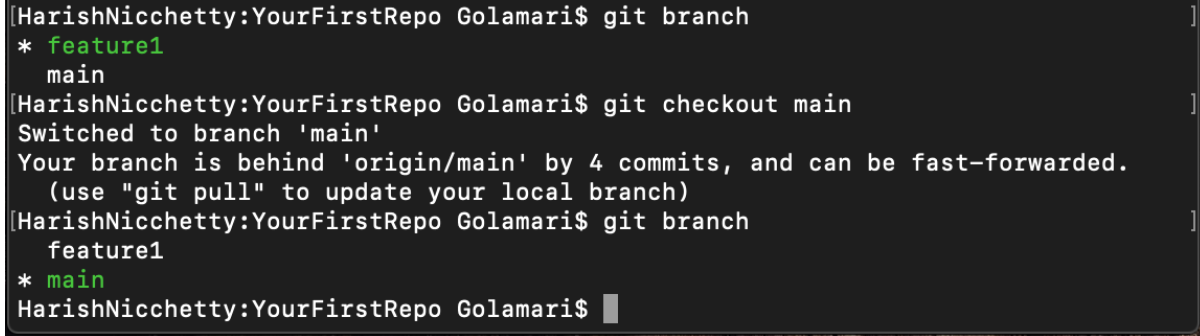 [HarishNicchetty:YourFirstRepo Golamari$ git branch ]
* feature1
  main
[HarishNicchetty:YourFirstRepo Golamari$ git checkout main ]
Switched to branch 'main'
Your branch is behind 'origin/main' by 4 commits, and can be fast-forwarded.
  (use "git pull" to update your local branch)
[HarishNicchetty:YourFirstRepo Golamari$ git branch ]
  feature1
* main
HarishNicchetty:YourFirstRepo Golamari$